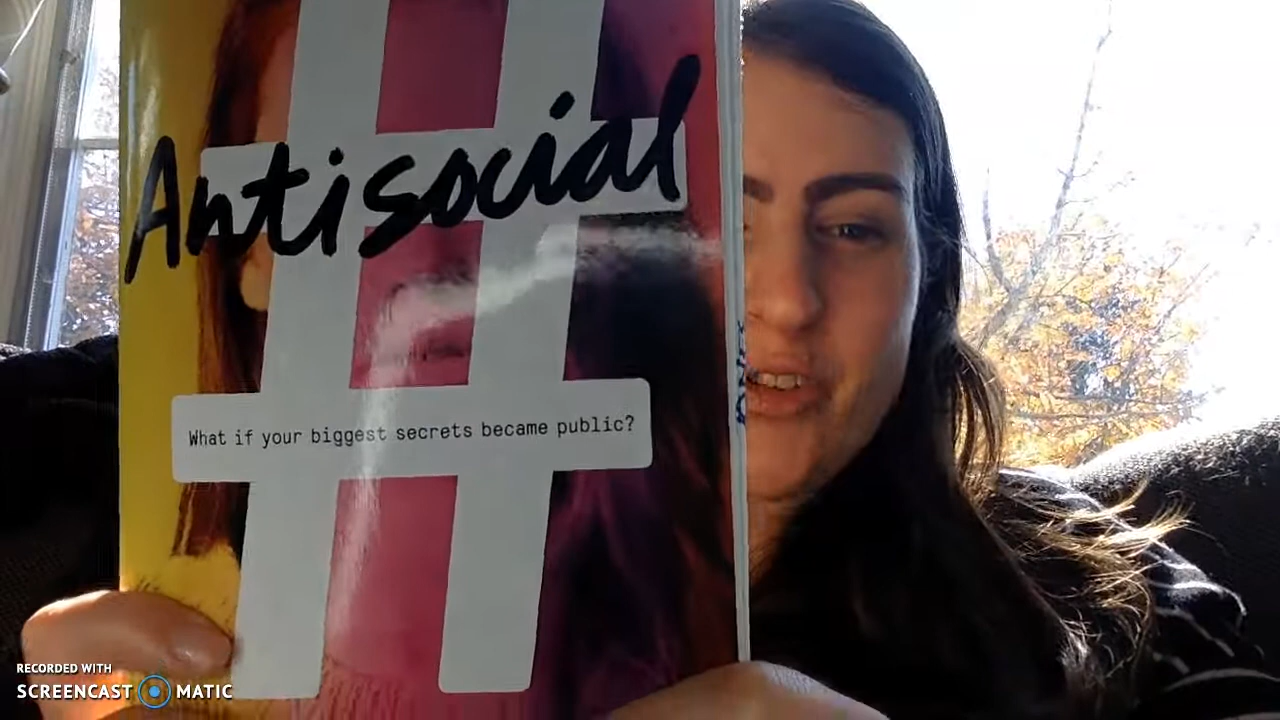 Antisocial
What if your biggest secrets became public?
RECORDED WITH
SCREENCAST MATIC